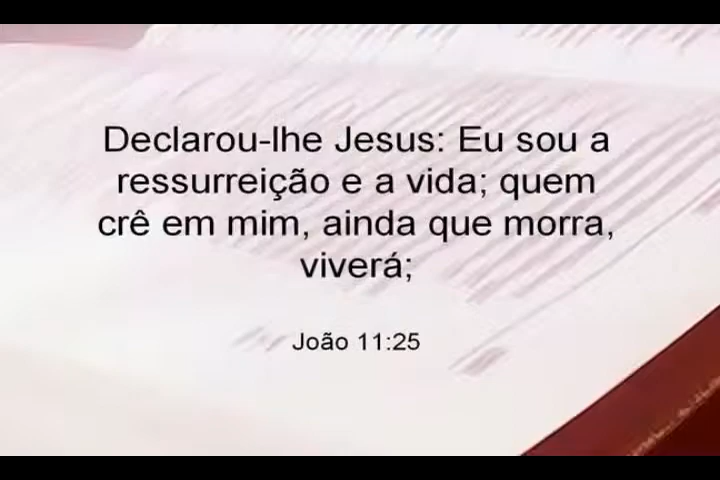 Declarou-lhe Jesus: Eu sou a
ressurreição e a vida; quem
crê em mim, ainda que morra,
viverá;
João 11:25